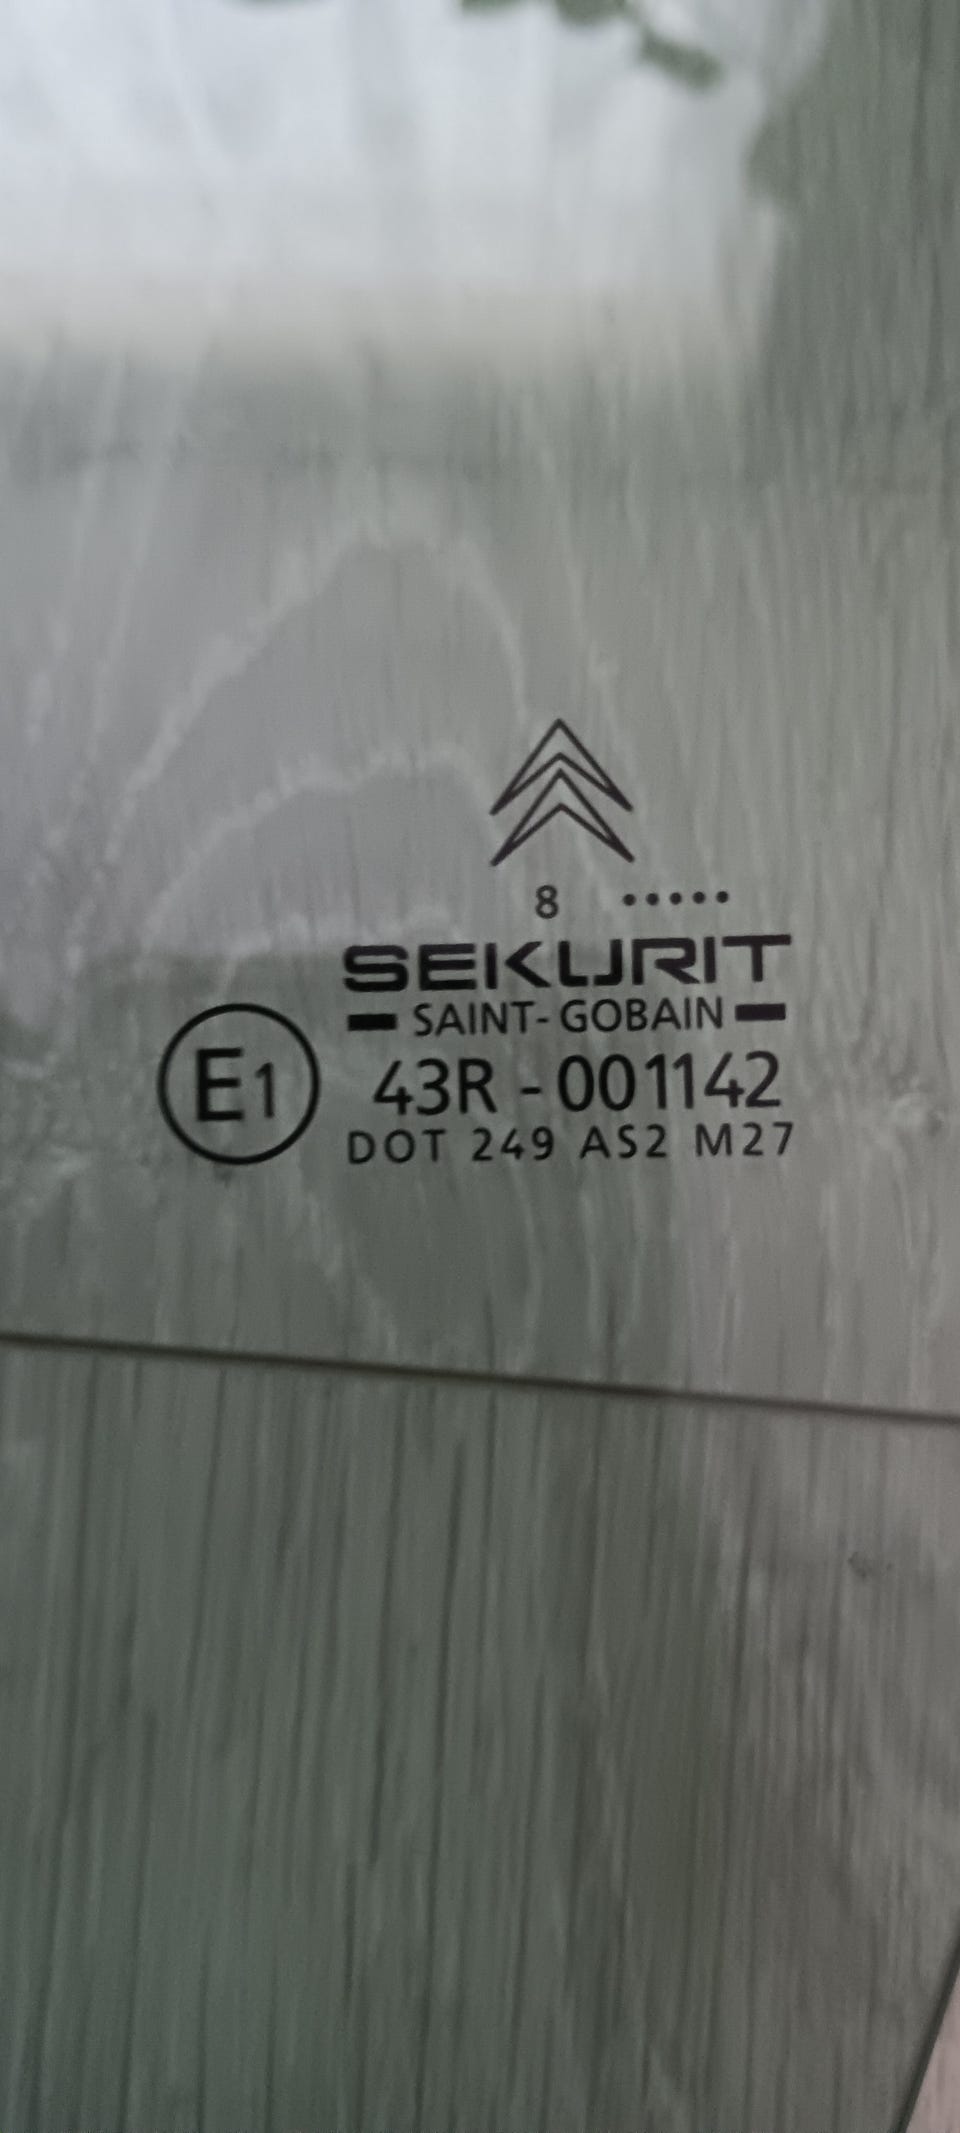 8 •••••
SEKURIT
SAINT-GOBAIN
E1 43R - 001142
DOT 249 AS2 M27